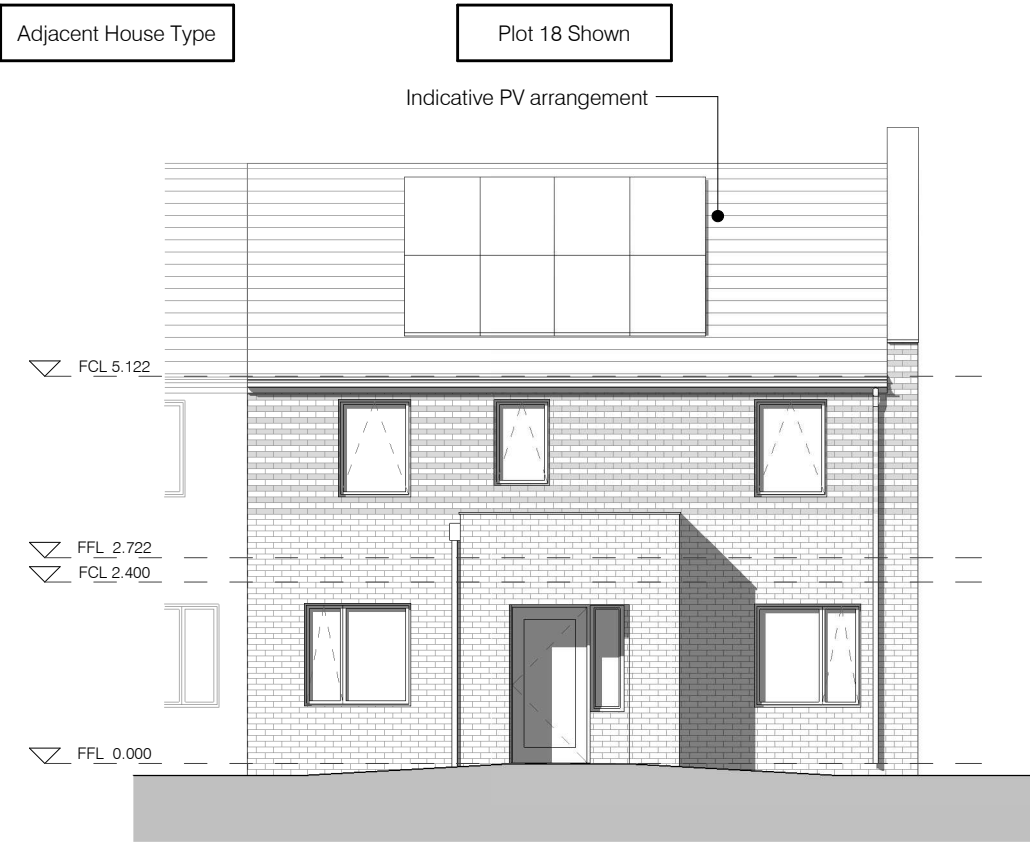 Adjacent House Type
Plot 18 Shown
Indicative PV arrangement
FCL 5.122
FFL 2.722
FCL 2.400
FFL 0.000